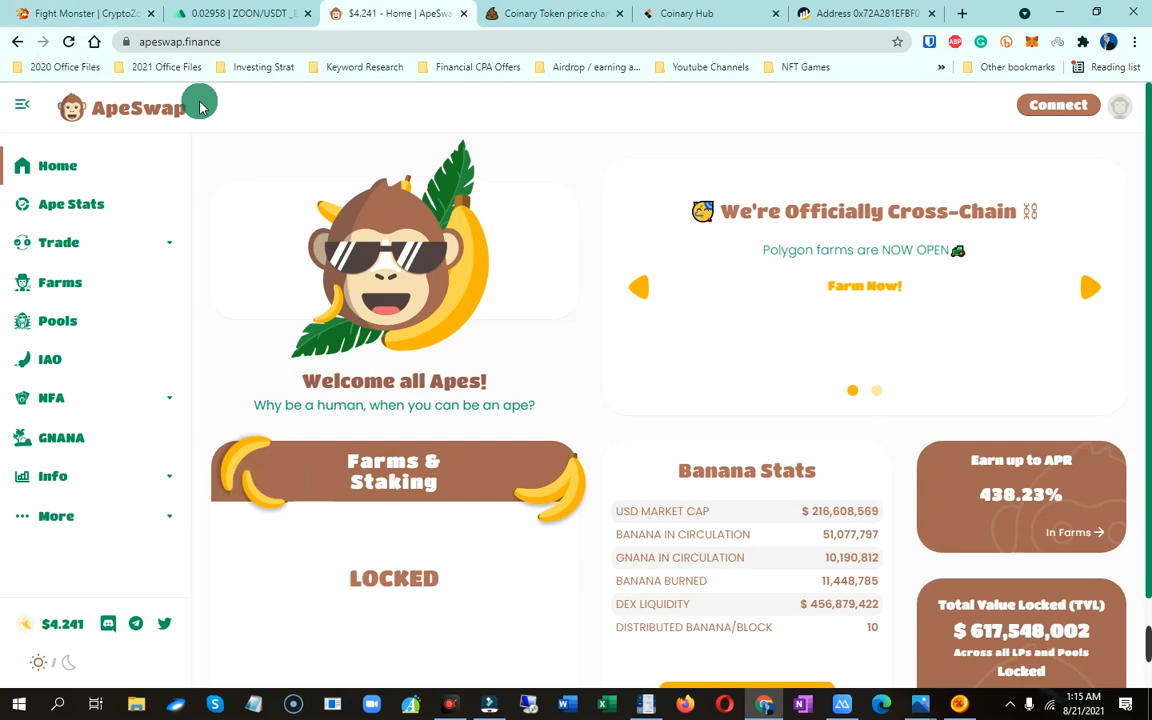 Fight Monster | CryptoZo
0.02958 | ZOON/USDT _E
$4.241 - Home | ApeSwa
Coinary Token price char
Coinary Hub
Address 0x72A281EFBF0
apeswap.finance
2020 Office Files
2021 Office Files
Investing Strat
Keyword Research
Financial CPA Offers
Airdrop / earning a...
Youtube Channels
NFT Games
»
Other bookmarks
Reading list
ApeSwap
Connect
Home
Ape Stats
Trade
Farms
Pools
IAO
NFA
GNANA
Info
More
$4.241
We're Officially Cross-Chain
Polygon farms are NOW OPEN
Farm Now!
Welcome all Apes!
Why be a human, when you can be an ape?
Farms &
Staking
LOCKED
Banana Stats
USD MARKET CAP $ 216,608,569
BANANA IN CIRCULATION 51,077,797
GNANA IN CIRCULATION 10,190,812
BANANA BURNED 11,448,785
DEX LIQUIDITY $ 456,879,422
DISTRIBUTED BANANA/BLOCK 10
Earn up to APR
438.23%
In Farms
Total Value Locked (TVL)
$ 617,548,002
Across all LPs and Pools
Locked
1:15 AM
8/21/2021